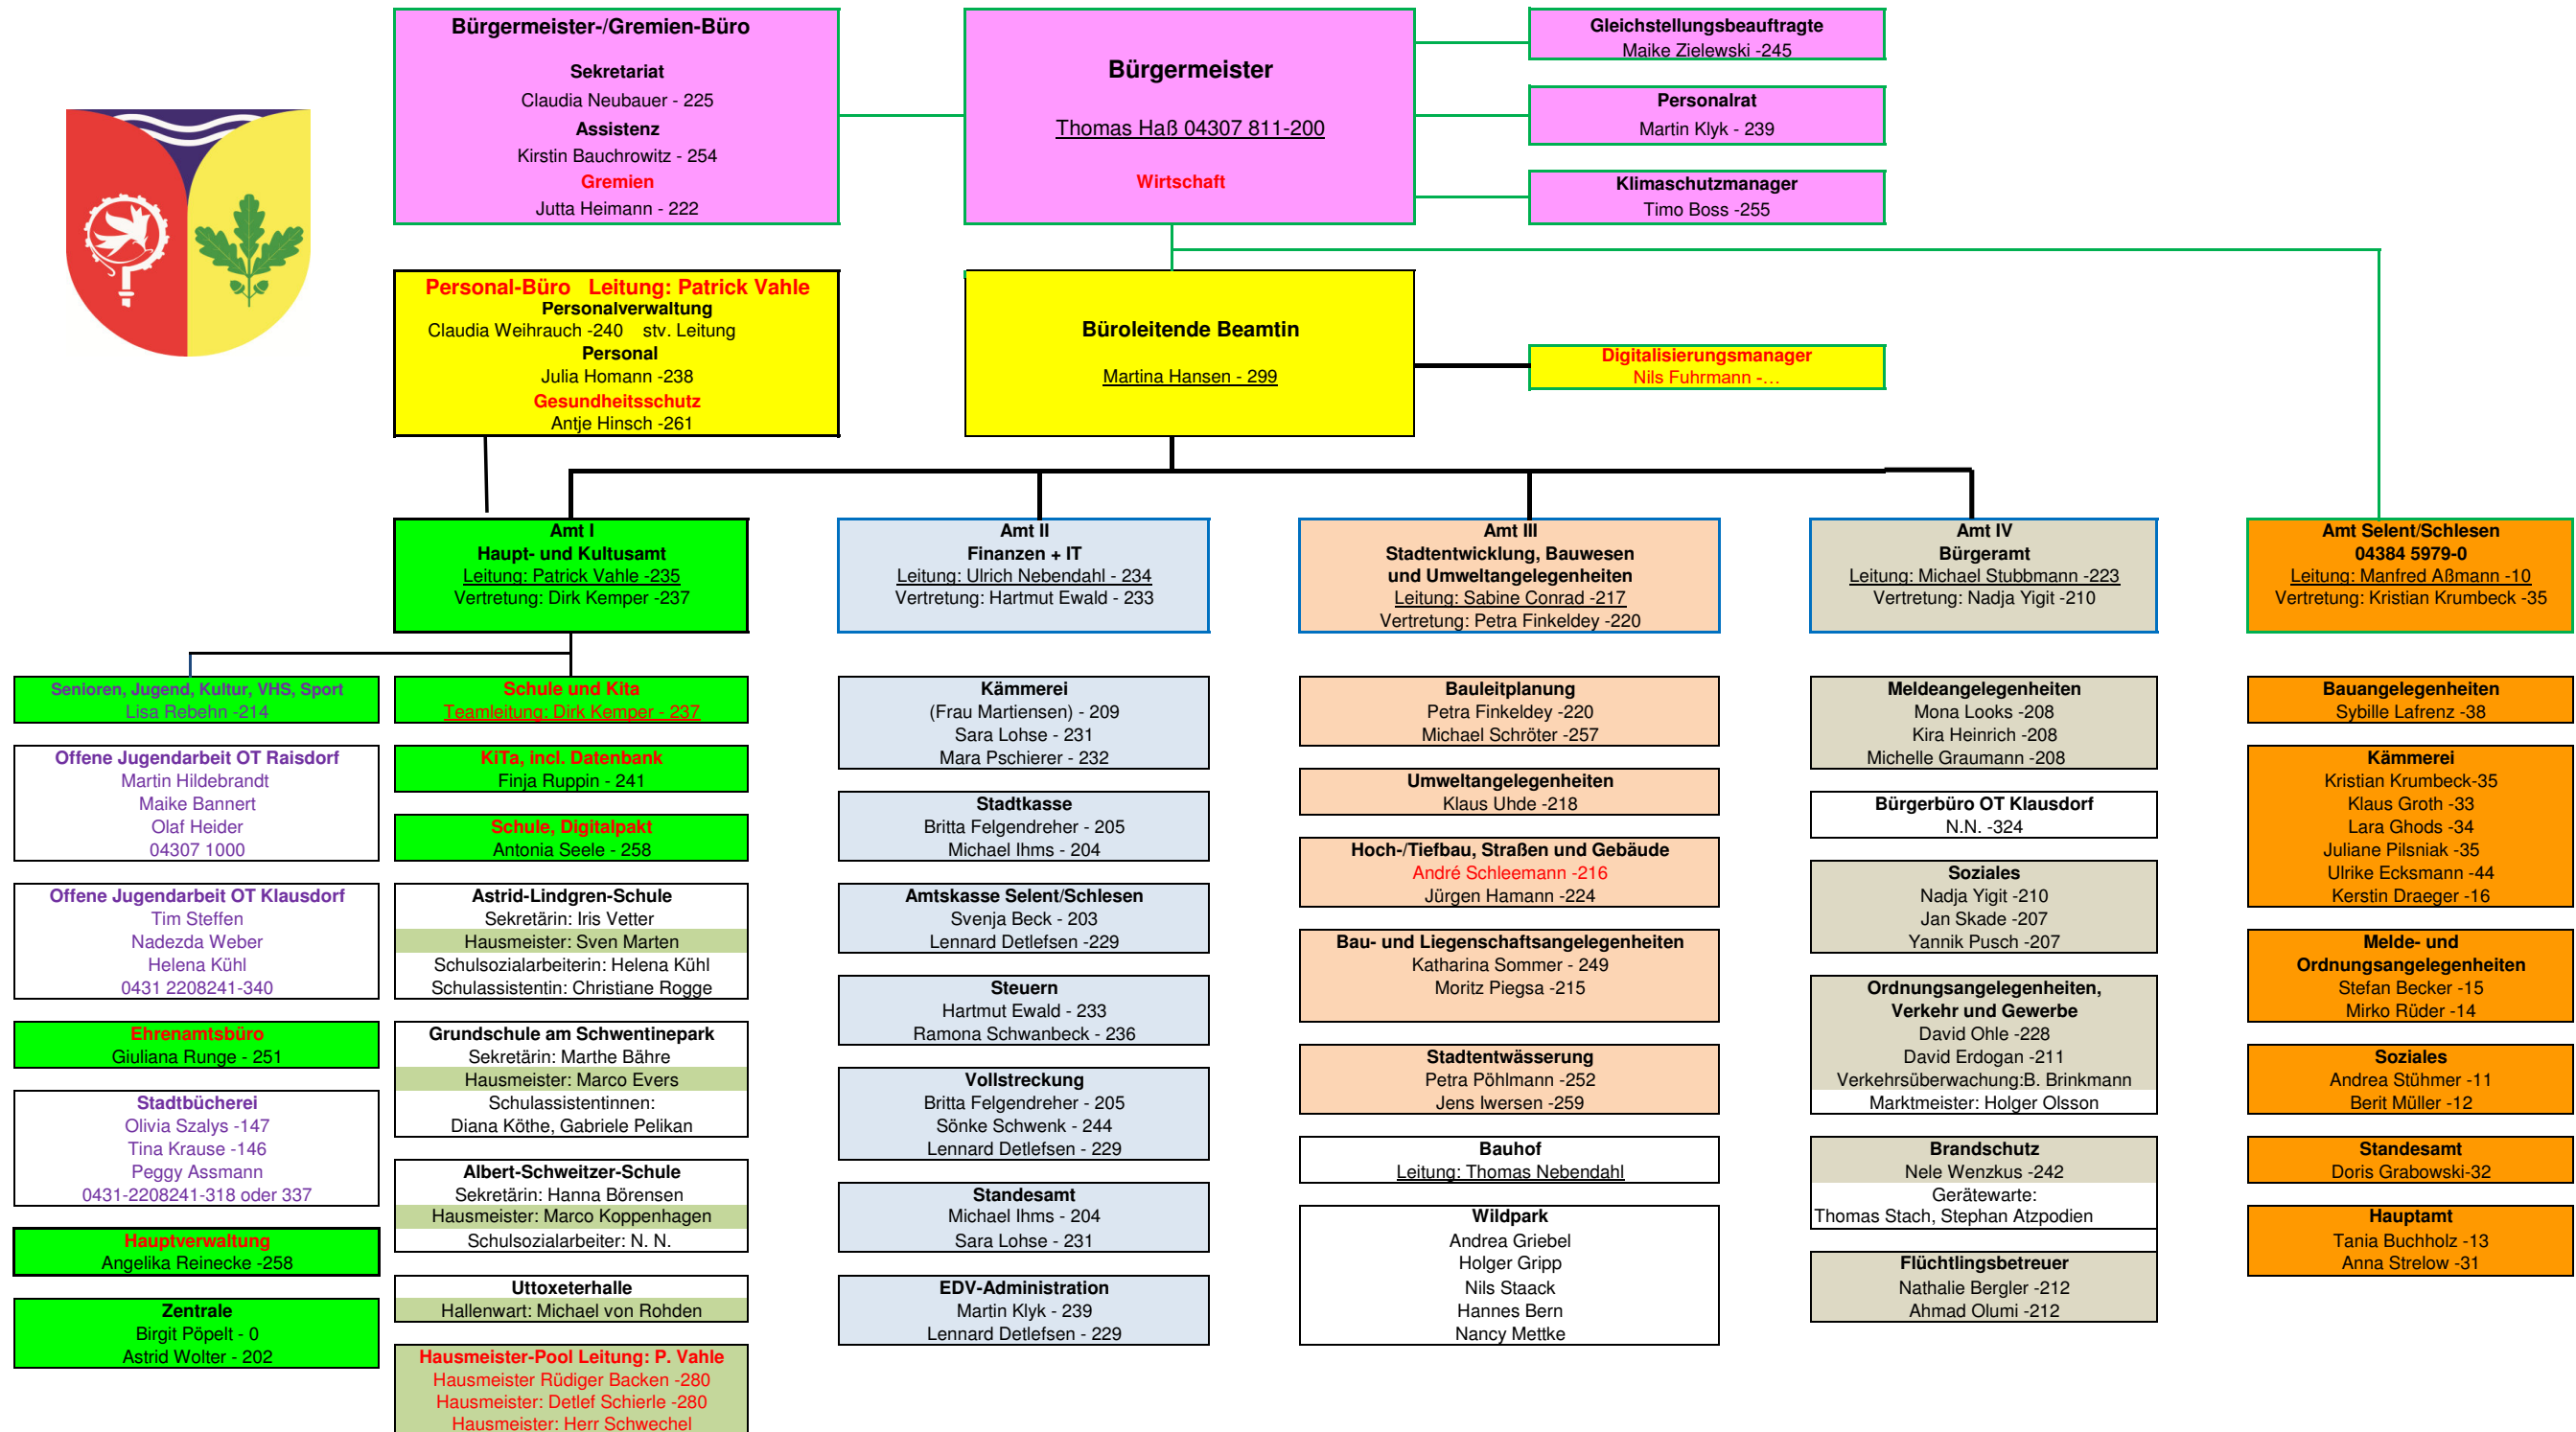 Bürgermeister-/Gremien-Büro
Sekretariat
Claudia Neubauer - 225
Assistenz
Kirstin Bauchrowitz - 254
Gremien
Jutta Heimann - 222
Bürgermeister
Thomas Haß 04307 811-200
Wirtschaft
Gleichstellungsbeauftragte
Maike Zielewski -245
Personalrat
Martin Klyk - 239
Klimaschutzmanager
Timo Boss -255
Personal-Büro Leitung: Patrick Vahle
Personalverwaltung
Claudia Weihrauch -240 stv. Leitung
Personal
Julia Homann -238
Gesundheitsschutz
Antje Hinsch -261
Büroleitende Beamtin
Martina Hansen - 299
Digitalisierungsmanager
Nils Fuhrmann -…
Amt I
Haupt- und Kultusamt
Leitung: Patrick Vahle -235
Vertretung: Dirk Kemper -237
Amt II
Finanzen + IT
Leitung: Ulrich Nebendahl - 234
Vertretung: Hartmut Ewald - 233
Amt III
Stadtentwicklung, Bauwesen
und Umweltangelegenheiten
Leitung: Sabine Conrad -217
Vertretung: Petra Finkeldey -220
Amt IV
Bürgeramt
Leitung: Michael Stubbmann -223
Vertretung: Nadja Yigit -210
Amt Selent/Schlesen
04384 5979-0
Leitung: Manfred Aßmann -10
Vertretung: Kristian Krumbeck -35
Senioren, Jugend, Kultur, VHS, Sport
Lisa Rebehn -214
Offene Jugendarbeit OT Raisdorf
Martin Hildebrandt
Maike Bannert
Olaf Heider
04307 1000
Offene Jugendarbeit OT Klausdorf
Tim Steffen
Nadezda Weber
Helena Kühl
0431 2208241-340
Ehrenamtsbüro
Giuliana Runge - 251
Stadtbücherei
Olivia Szalys -147
Tina Krause -146
Peggy Assmann
0431-2208241-318 oder 337
Hauptverwaltung
Angelika Reinecke -258
Zentrale
Birgit Pöpelt - 0
Astrid Wolter - 202
Schule und Kita
Teamleitung: Dirk Kemper - 237
KiTa, incl. Datenbank
Finja Ruppin - 241
Schule, Digitalpakt
Antonia Seele - 258
Astrid-Lindgren-Schule
Sekretärin: Iris Vetter
Hausmeister: Sven Marten
Schulsozialarbeiterin: Helena Kühl
Schulassistentin: Christiane Rogge
Grundschule am Schwentinepark
Sekretärin: Marthe Bähre
Hausmeister: Marco Evers
Schulassistentinnen:
Diana Köthe, Gabriele Pelikan
Albert-Schweitzer-Schule
Sekretärin: Hanna Börensen
Hausmeister: Marco Koppenhagen
Schulsozialarbeiter: N. N.
Uttoxeterhalle
Hallenwart: Michael von Rohden
Hausmeister-Pool Leitung: P. Vahle
Hausmeister Rüdiger Backen -280
Hausmeister: Detlef Schierle -280
Hausmeister: Herr Schwechel
Kämmerei
(Frau Martiensen) - 209
Sara Lohse - 231
Mara Pschierer - 232
Stadtkasse
Britta Felgendreher - 205
Michael Ihms - 204
Amtskasse Selent/Schlesen
Svenja Beck - 203
Lennard Detlefsen -229
Steuern
Hartmut Ewald - 233
Ramona Schwanbeck - 236
Vollstreckung
Britta Felgendreher - 205
Sönke Schwenk - 244
Lennard Detlefsen - 229
Standesamt
Michael Ihms - 204
Sara Lohse - 231
EDV-Administration
Martin Klyk - 239
Lennard Detlefsen - 229
Bauleitplanung
Petra Finkeldey -220
Michael Schröter -257
Umweltangelegenheiten
Klaus Uhde -218
Hoch-/Tiefbau, Straßen und Gebäude
André Schleemann -216
Jürgen Hamann -224
Bau- und Liegenschaftsangelegenheiten
Katharina Sommer - 249
Moritz Piegsa -215
Stadtentwässerung
Petra Pöhlmann -252
Jens Iwersen -259
Bauhof
Leitung: Thomas Nebendahl
Wildpark
Andrea Griebel
Holger Gripp
Nils Staack
Hannes Bern
Nancy Mettke
Meldeangelegenheiten
Mona Looks -208
Kira Heinrich -208
Michelle Graumann -208
Bürgerbüro OT Klausdorf
N.N. -324
Soziales
Nadja Yigit -210
Jan Skade -207
Yannik Pusch -207
Ordnungsangelegenheiten,
Verkehr und Gewerbe
David Ohle -228
David Erdogan -211
Verkehrsüberwachung:B. Brinkmann
Marktmeister: Holger Olsson
Brandschutz
Nele Wenzkus -242
Gerätewarte:
Thomas Stach, Stephan Atzpodien
Flüchtlingsbetreuer
Nathalie Bergler -212
Ahmad Olumi -212
Bauangelegenheiten
Sybille Lafrenz -38
Kämmerei
Kristian Krumbeck-35
Klaus Groth -33
Lara Ghods -34
Juliane Pilsniak -35
Ulrike Ecksmann -44
Kerstin Draeger -16
Melde- und
Ordnungsangelegenheiten
Stefan Becker -15
Mirko Rüder -14
Soziales
Andrea Stühmer -11
Berit Müller -12
Standesamt
Doris Grabowski-32
Hauptamt
Tania Buchholz -13
Anna Strelow -31